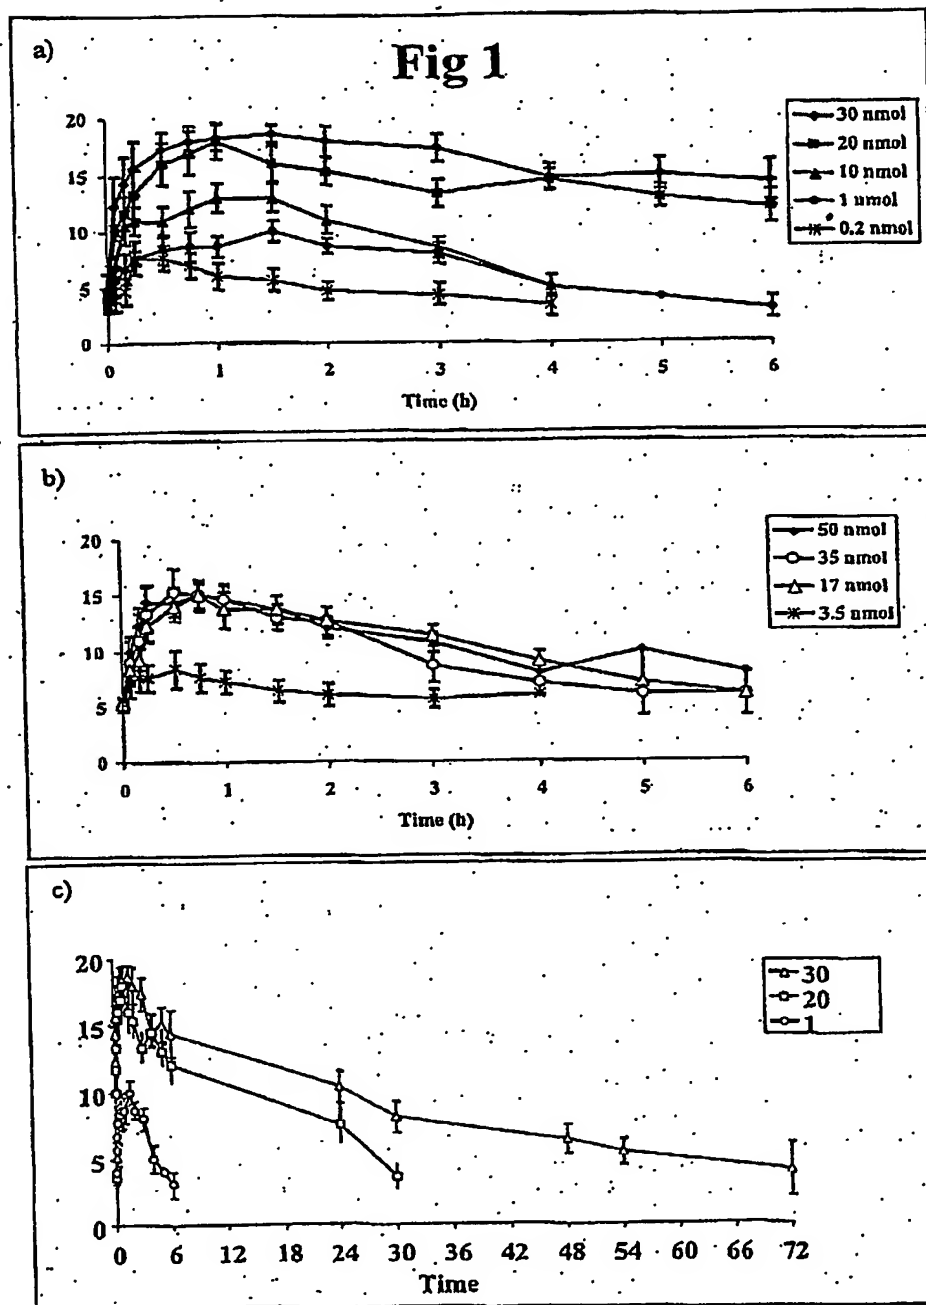 a)
Fig 1
20
15
10
5
0
0 1 2 3 4 5 6
Time (h)
30 nmol
20 nmol
10 nmol
1 nmol
0.2 nmol
b)
20
15
10
5
0
0 1 2 3 4 5 6
Time (h)
50 nmol
35 nmol
17 nmol
3.5 nmol
c)
20
15
10
5
0
0 6 12 18 24 30 36 42 48 54 60 66 72
Time
30
20
1